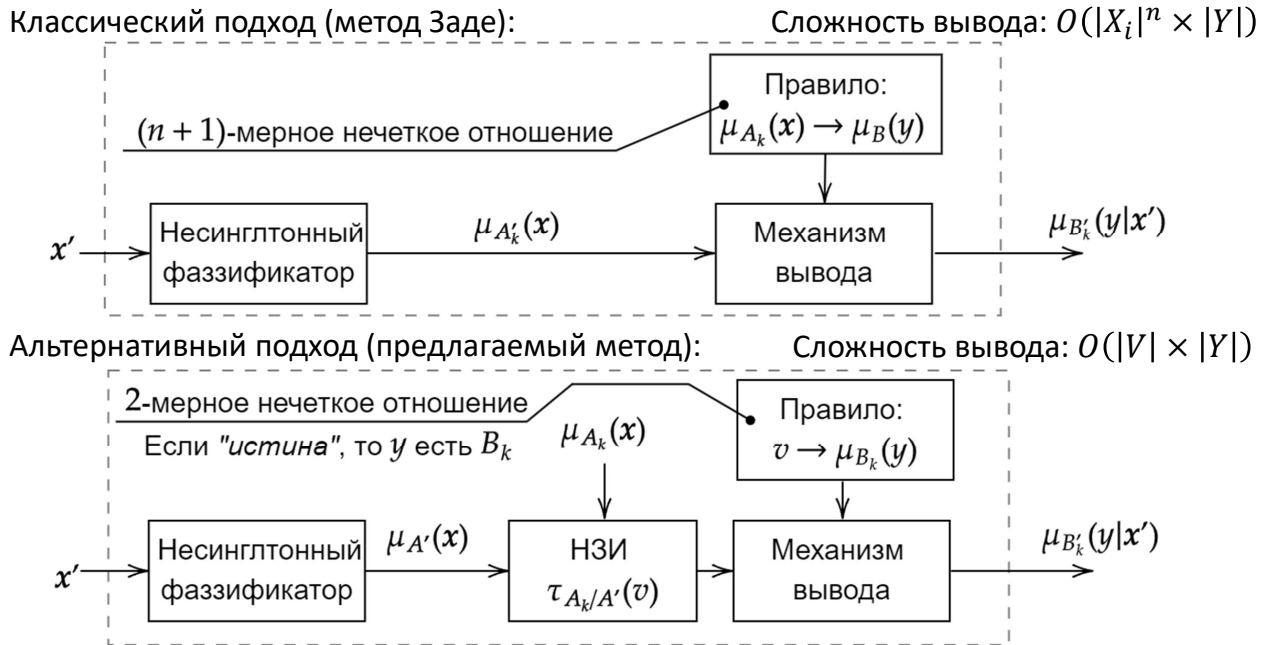 Классический подход (метод Заде): Сложность вывода: O(|Xᵢ|ⁿ × |Y|)
Правило:
(n + 1)-мерное нечеткое отношение
μ_{A_k}(x) → μ_B(y)
Несинглтонный
фаззификатор
x′
μ_{A′_k}(x)
Механизм
вывода
μ_{B′_k}(y|x′)
Альтернативный подход (предлагаемый метод): Сложность вывода: O(|V| × |Y|)
2-мерное нечеткое отношение
Если "истина", то y есть B_k
μ_{A_k}(x)
Правило:
v → μ_{B_k}(y)
x′
Несинглтонный
фаззификатор
μ_{A′}(x)
НЗИ
τ_{A_k/A′}(v)
Механизм
вывода
μ_{B′_k}(y|x′)